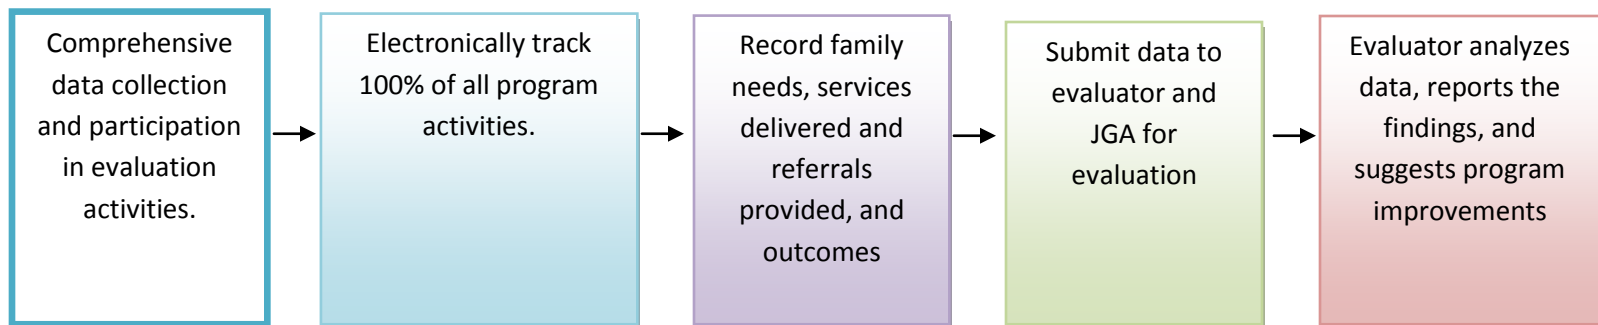 Comprehensive
data collection
and participation
in evaluation
activities.
Electronically track
100% of all program
activities.
Record family
needs, services
delivered and
referrals
provided, and
outcomes
Submit data to
evaluator and
JGA for
evaluation
Evaluator analyzes
data, reports the
findings, and
suggests program
improvements